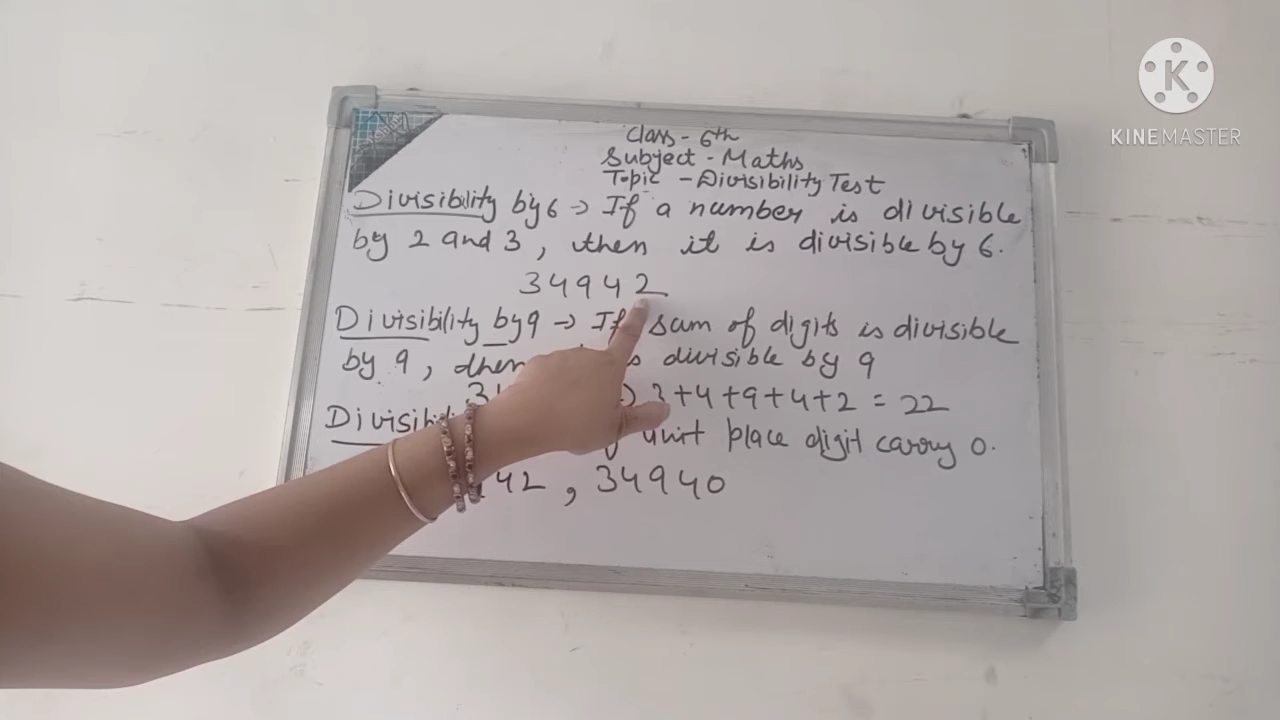 Class - 6th
Subject - Maths
Topic - Divisibility Test
Divisibility by 6 → If a number is divisible
by 2 and 3, then it is divisible by 6.
34942
Divisibility by 9 → If sum of digits is divisible
by 9, then is divisible by 9
3+4+9+4+2 = 22
unit place digit carry 0.
42, 34940
K
KINEMASTER